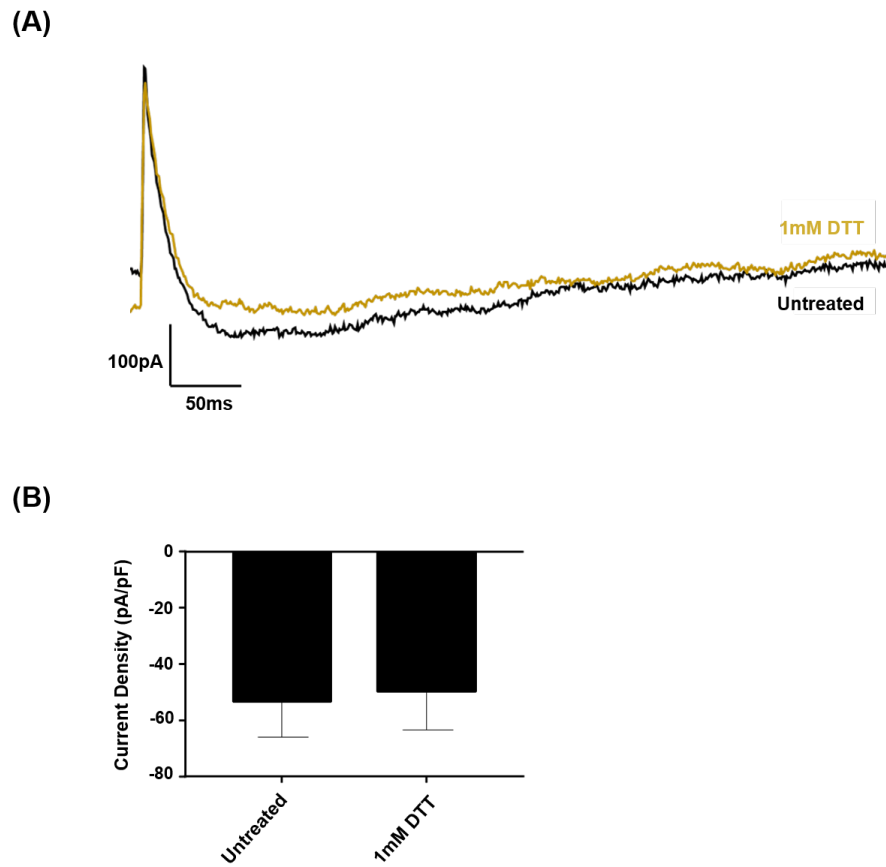 (A)
1mM DTT
Untreated
100pA
50ms
(B)
Current Density (pA/pF)
0
-20
-40
-60
-80
Untreated
1mM DTT